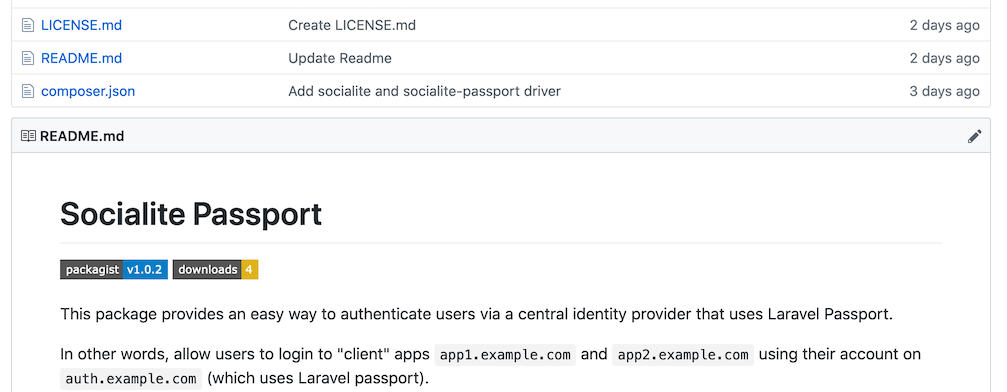 LICENSE.md Create LICENSE.md 2 days ago
README.md Update Readme 2 days ago
composer.json Add socialite and socialite-passport driver 3 days ago
README.md
Socialite Passport
packagist v1.0.2 downloads 4
This package provides an easy way to authenticate users via a central identity provider that uses Laravel Passport.
In other words, allow users to login to "client" apps app1.example.com and app2.example.com using their account on
auth.example.com (which uses Laravel passport).